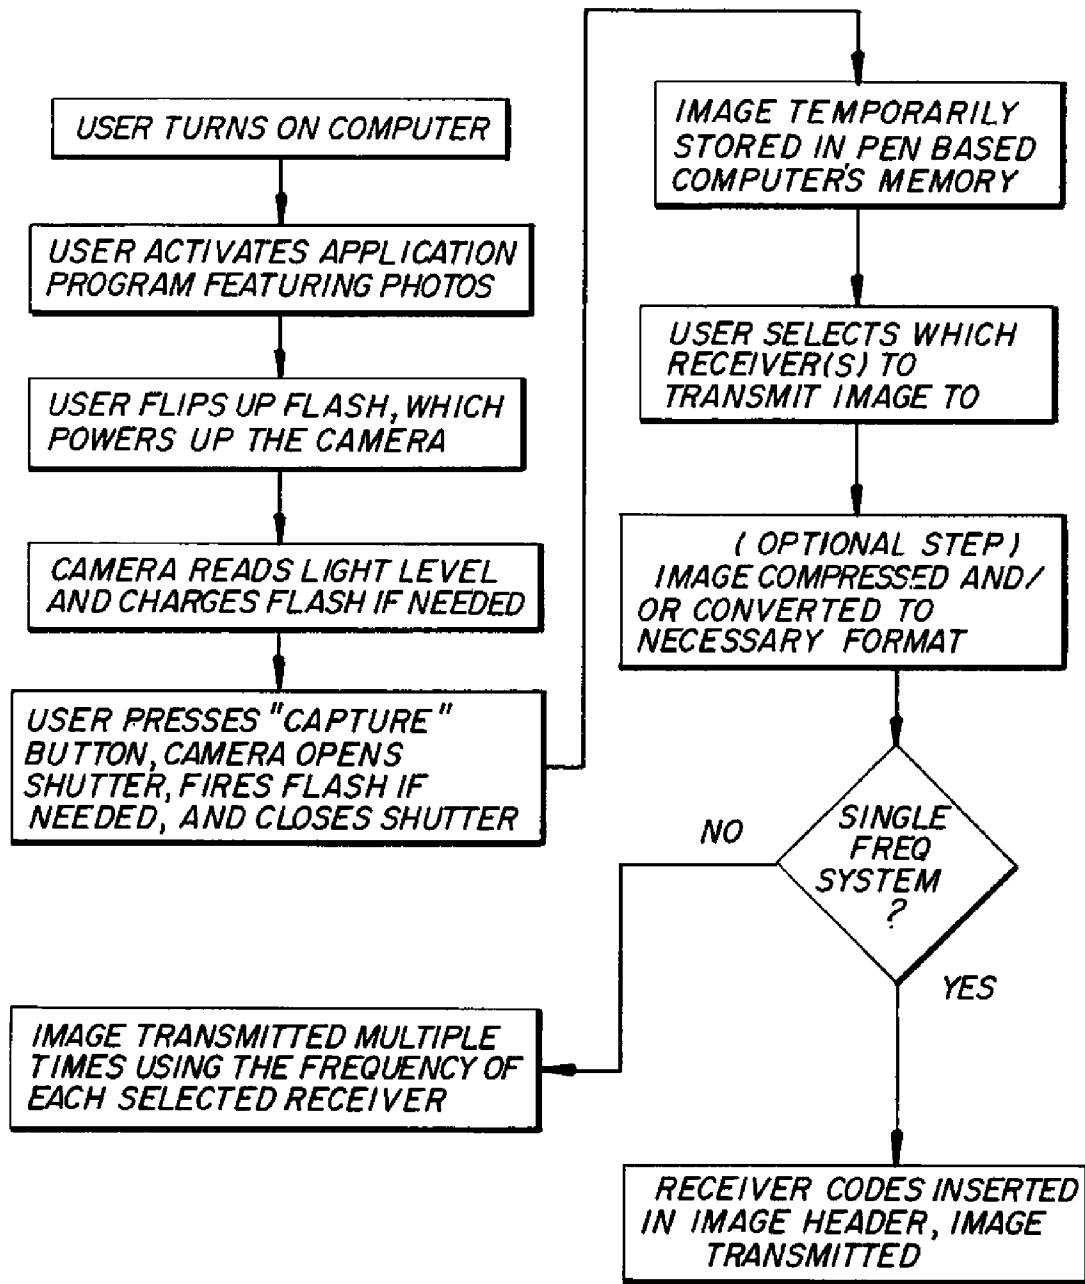 USER TURNS ON COMPUTER
USER ACTIVATES APPLICATION
PROGRAM FEATURING PHOTOS
USER FLIPS UP FLASH, WHICH
POWERS UP THE CAMERA
CAMERA READS LIGHT LEVEL
AND CHARGES FLASH IF NEEDED
USER PRESSES "CAPTURE"
BUTTON, CAMERA OPENS
SHUTTER, FIRES FLASH IF
NEEDED, AND CLOSES SHUTTER
IMAGE TEMPORARILY
STORED IN PEN BASED
COMPUTER'S MEMORY
USER SELECTS WHICH
RECEIVER(S) TO
TRANSMIT IMAGE TO
(OPTIONAL STEP)
IMAGE COMPRESSED AND/
OR CONVERTED TO
NECESSARY FORMAT
SINGLE
FREQ
SYSTEM
?
NO
YES
IMAGE TRANSMITTED MULTIPLE
TIMES USING THE FREQUENCY OF
EACH SELECTED RECEIVER
RECEIVER CODES INSERTED
IN IMAGE HEADER, IMAGE
TRANSMITTED